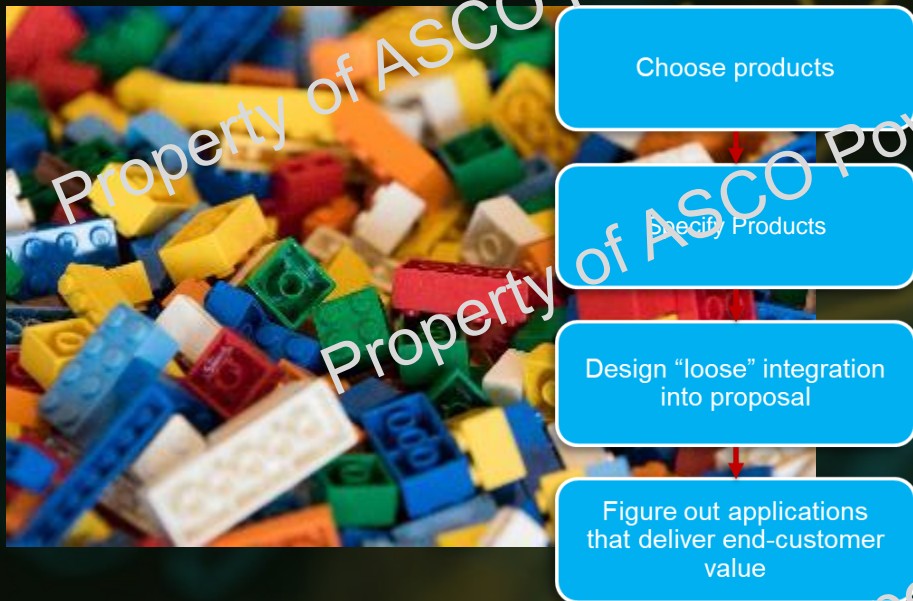 Choose products
Specify Products
Design “loose” integration
into proposal
Figure out applications
that deliver end-customer
value
Property of ASCO
Property of ASCO